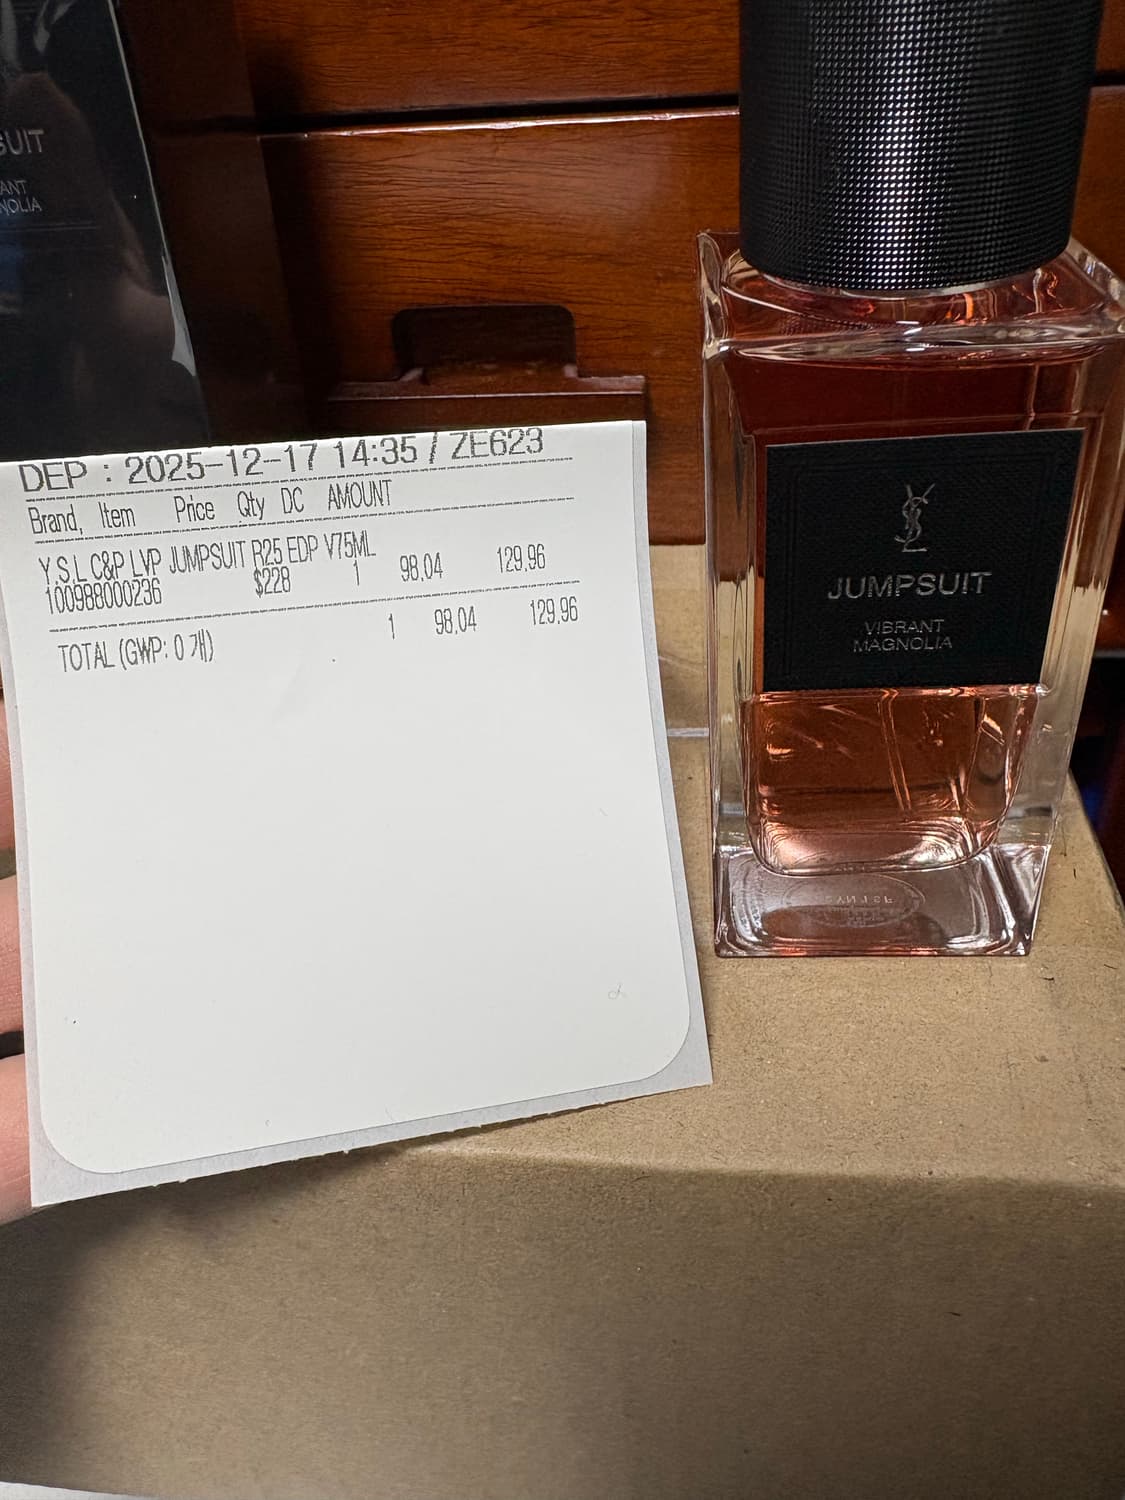 SUIT
ANT
NOLIA
DEP : 2025-12-17 14:35 / ZE623
Brand, Item Price Qty DC AMOUNT
Y.S.L C&P LVP JUMPSUIT R25 EDP V75ML
100988000236 $228 1 98.04 129.96
TOTAL (GWP: 0 개) 1 98.04 129.96
YSL
JUMPSUIT
VIBRANT
MAGNOLIA